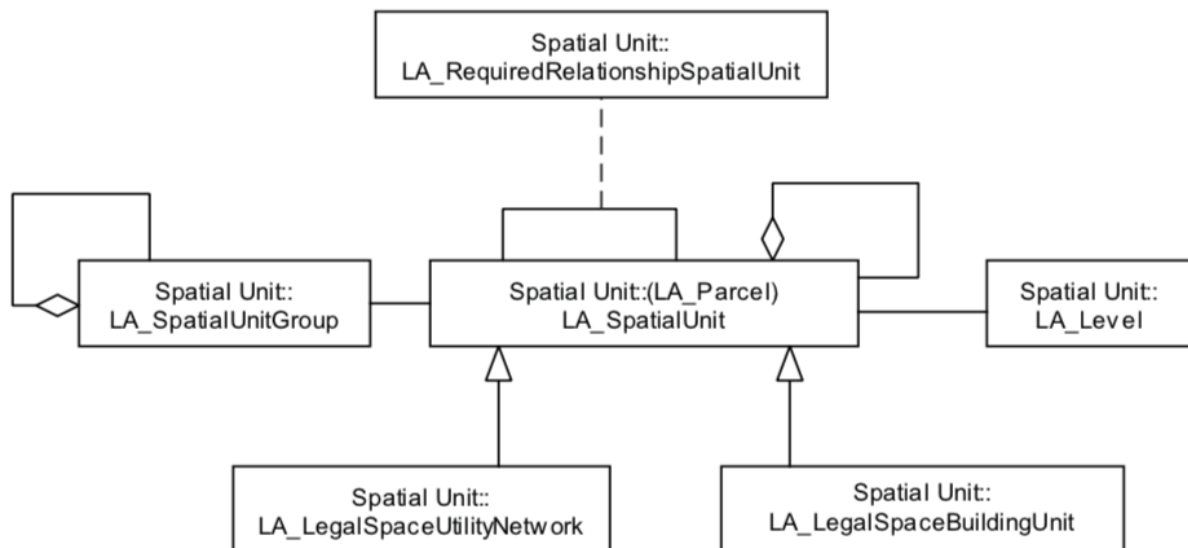 Spatial Unit::
LA_RequiredRelationshipSpatialUnit
Spatial Unit::
LA_SpatialUnitGroup
Spatial Unit::(LA_Parcel)
LA_SpatialUnit
Spatial Unit::
LA_Level
Spatial Unit::
LA_LegalSpaceUtilityNetwork
Spatial Unit::
LA_LegalSpaceBuildingUnit